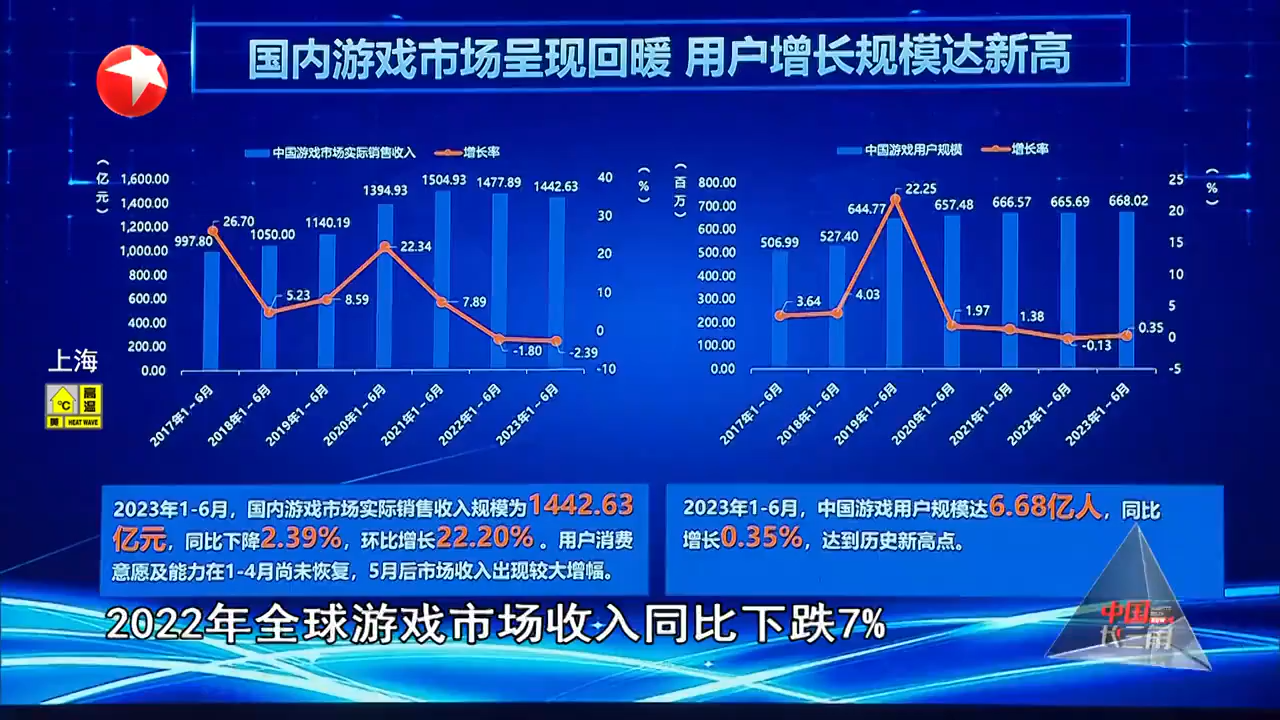 国内游戏市场呈现回暖 用户增长规模达新高
中国游戏市场实际销售收入 增长率
（亿元）
1,600.00
1,400.00
1,200.00
1,000.00
800.00
600.00
400.00
200.00
0.00
997.80
1050.00
1140.19
1394.93
1504.93
1477.89
1442.63
26.70
5.23
8.59
22.34
7.89
-1.80
-2.39
（%）
40
30
20
10
0
-10
2017年1－6月
2018年1－6月
2019年1－6月
2020年1－6月
2021年1－6月
2022年1－6月
2023年1－6月
中国游戏用户规模 增长率
（百万）
800.00
700.00
600.00
500.00
400.00
300.00
200.00
100.00
0.00
506.99
527.40
644.77
657.48
666.57
665.69
668.02
3.64
4.03
22.25
1.97
1.38
-0.13
0.35
（%）
25
20
15
10
5
0
-5
2017年1－6月
2018年1－6月
2019年1－6月
2020年1－6月
2021年1－6月
2022年1－6月
2023年1－6月
上海
℃
高温
黄 HEAT WAVE
2023年1-6月，国内游戏市场实际销售收入规模为1442.63
亿元，同比下降2.39%，环比增长22.20%。用户消费
意愿及能力在1-4月尚未恢复，5月后市场收入出现较大增幅。
2023年1-6月，中国游戏用户规模达6.68亿人，同比
增长0.35%，达到历史新高点。
2022年全球游戏市场收入同比下跌7%
中国
长三角